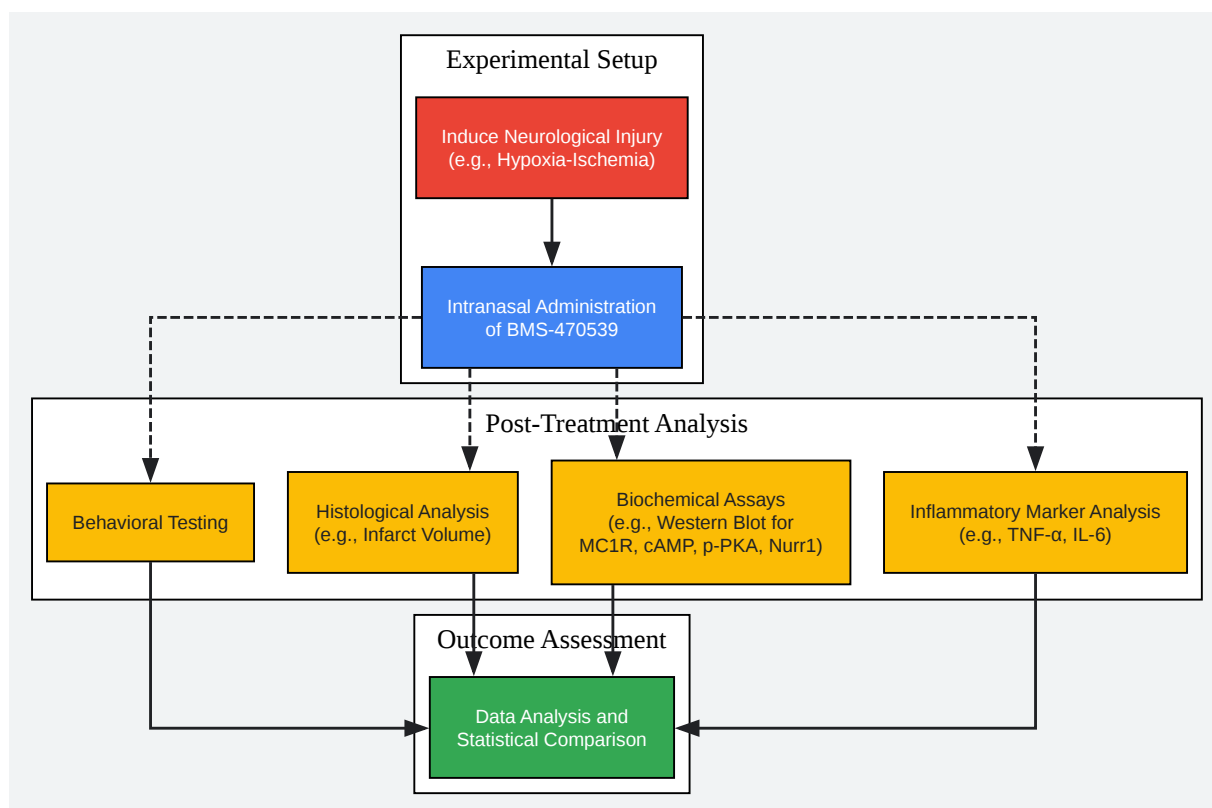 Experimental Setup
Induce Neurological Injury
(e.g., Hypoxia-Ischemia)
Intranasal Administration
of BMS-470539
Post-Treatment Analysis
Behavioral Testing
Histological Analysis
(e.g., Infarct Volume)
Biochemical Assays
(e.g., Western Blot for
MC1R, cAMP, p-PKA, Nurr1)
Inflammatory Marker Analysis
(e.g., TNF-α, IL-6)
Outcome Assessment
Data Analysis and
Statistical Comparison